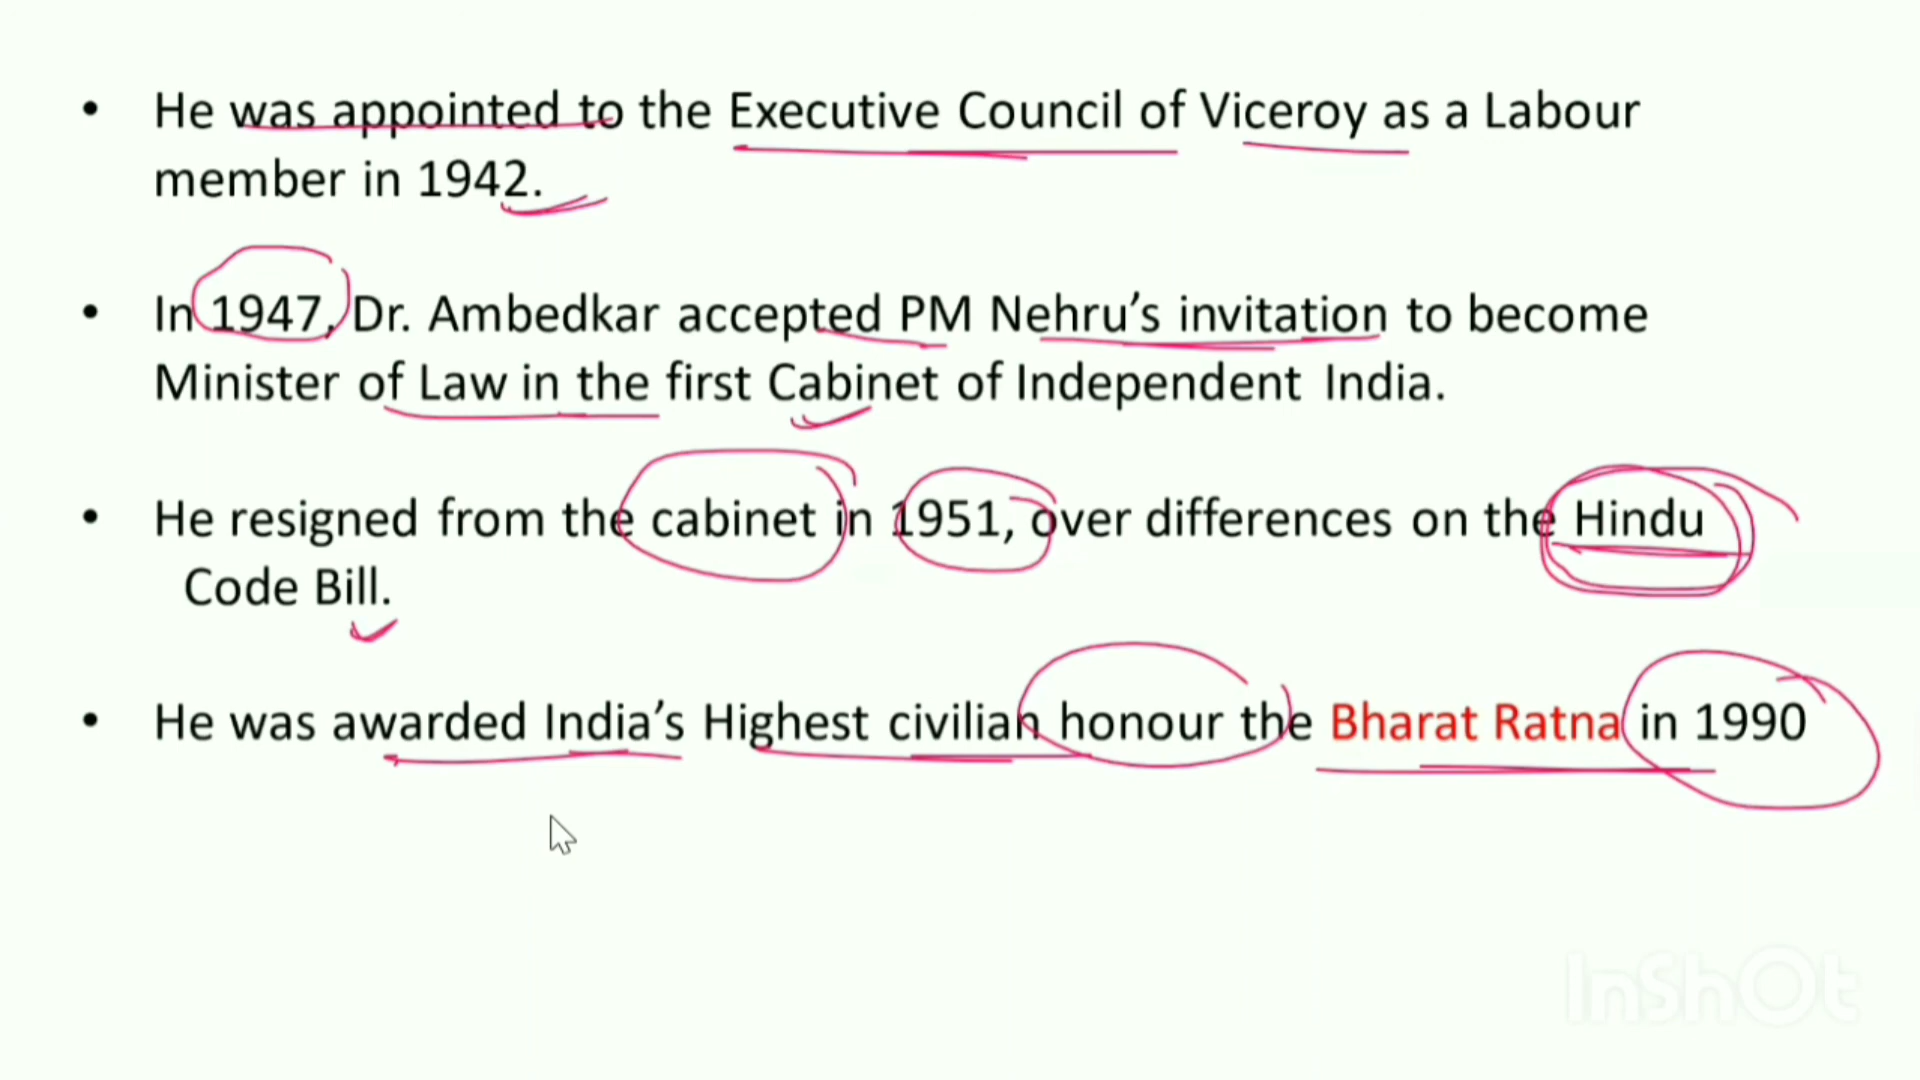 • He was appointed to the Executive Council of Viceroy as a Labour
member in 1942.
• In 1947, Dr. Ambedkar accepted PM Nehru’s invitation to become
Minister of Law in the first Cabinet of Independent India.
• He resigned from the cabinet in 1951, over differences on the Hindu
Code Bill.
• He was awarded India’s Highest civilian honour the Bharat Ratna in 1990
InShOt